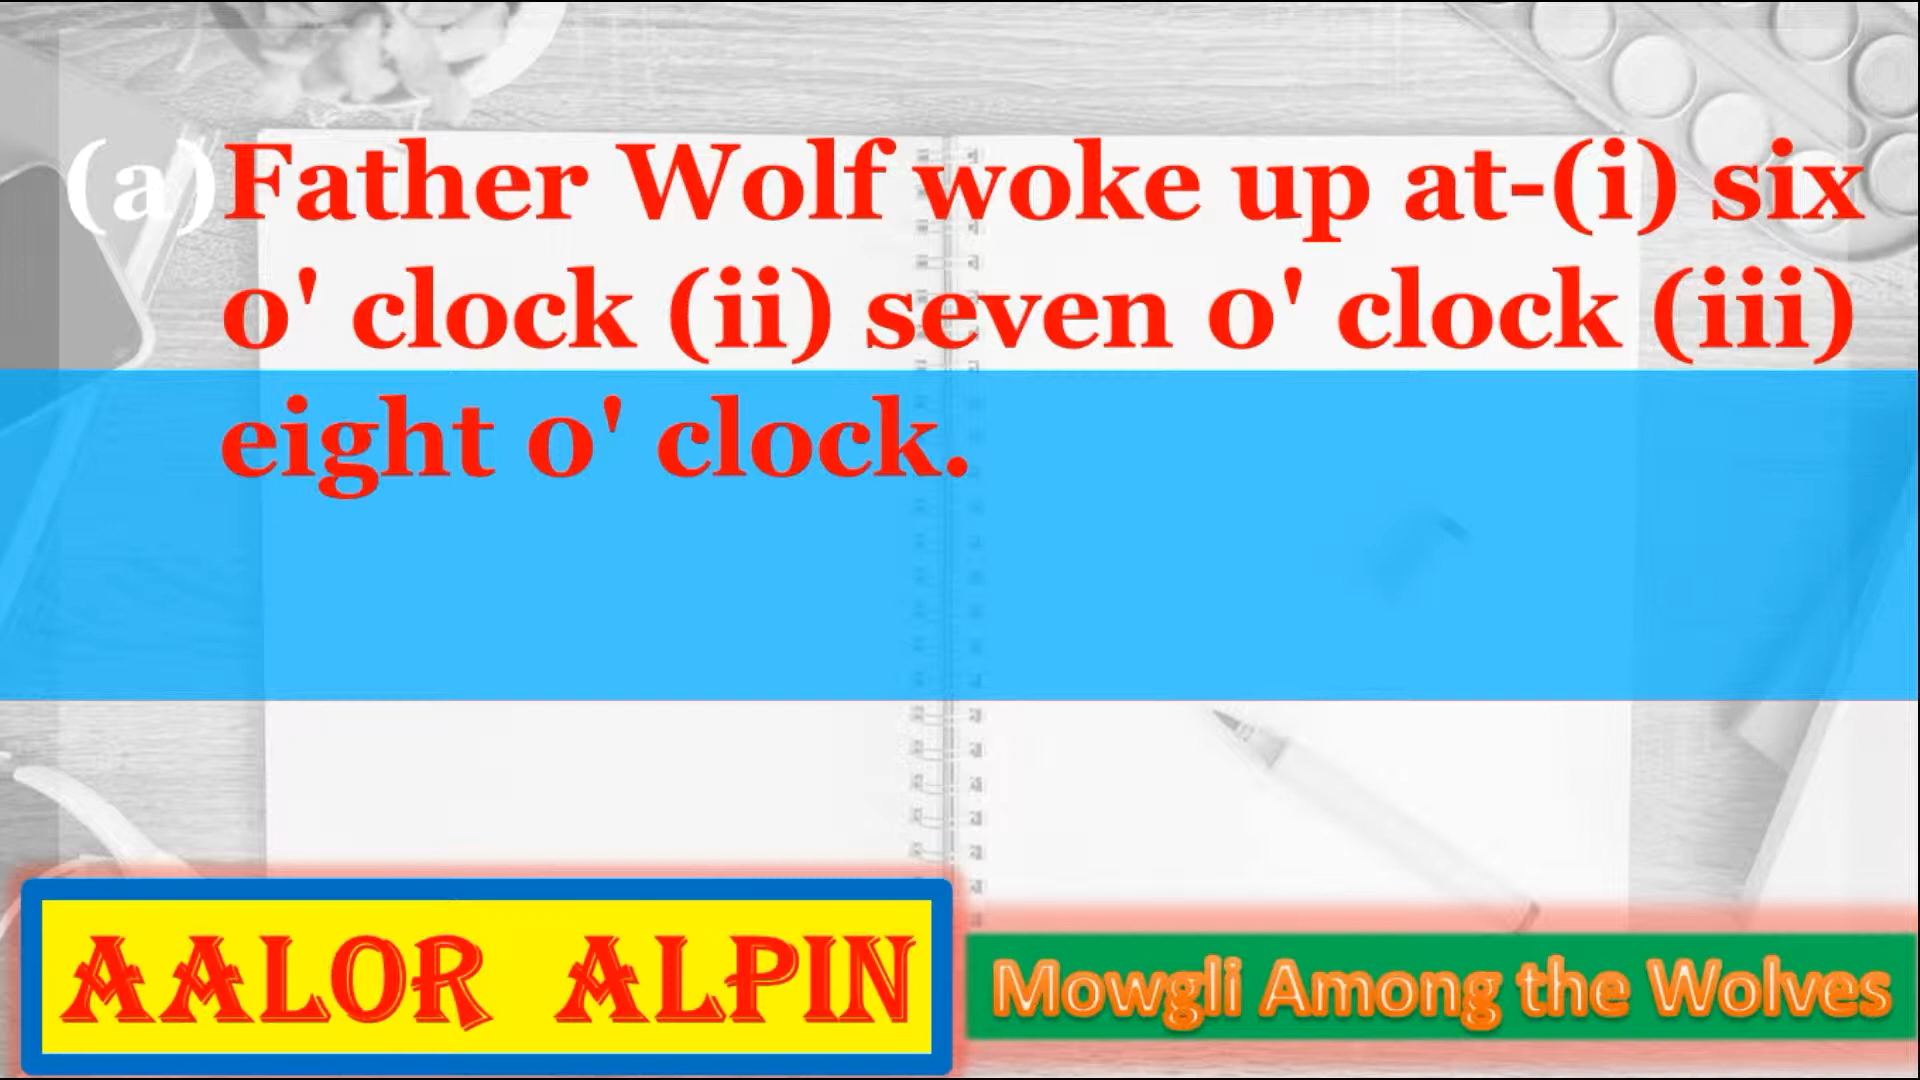 (a)Father Wolf woke up at-(i) six
o' clock (ii) seven o' clock (iii)
eight o' clock.
AALOR ALPIN
Mowgli Among the Wolves